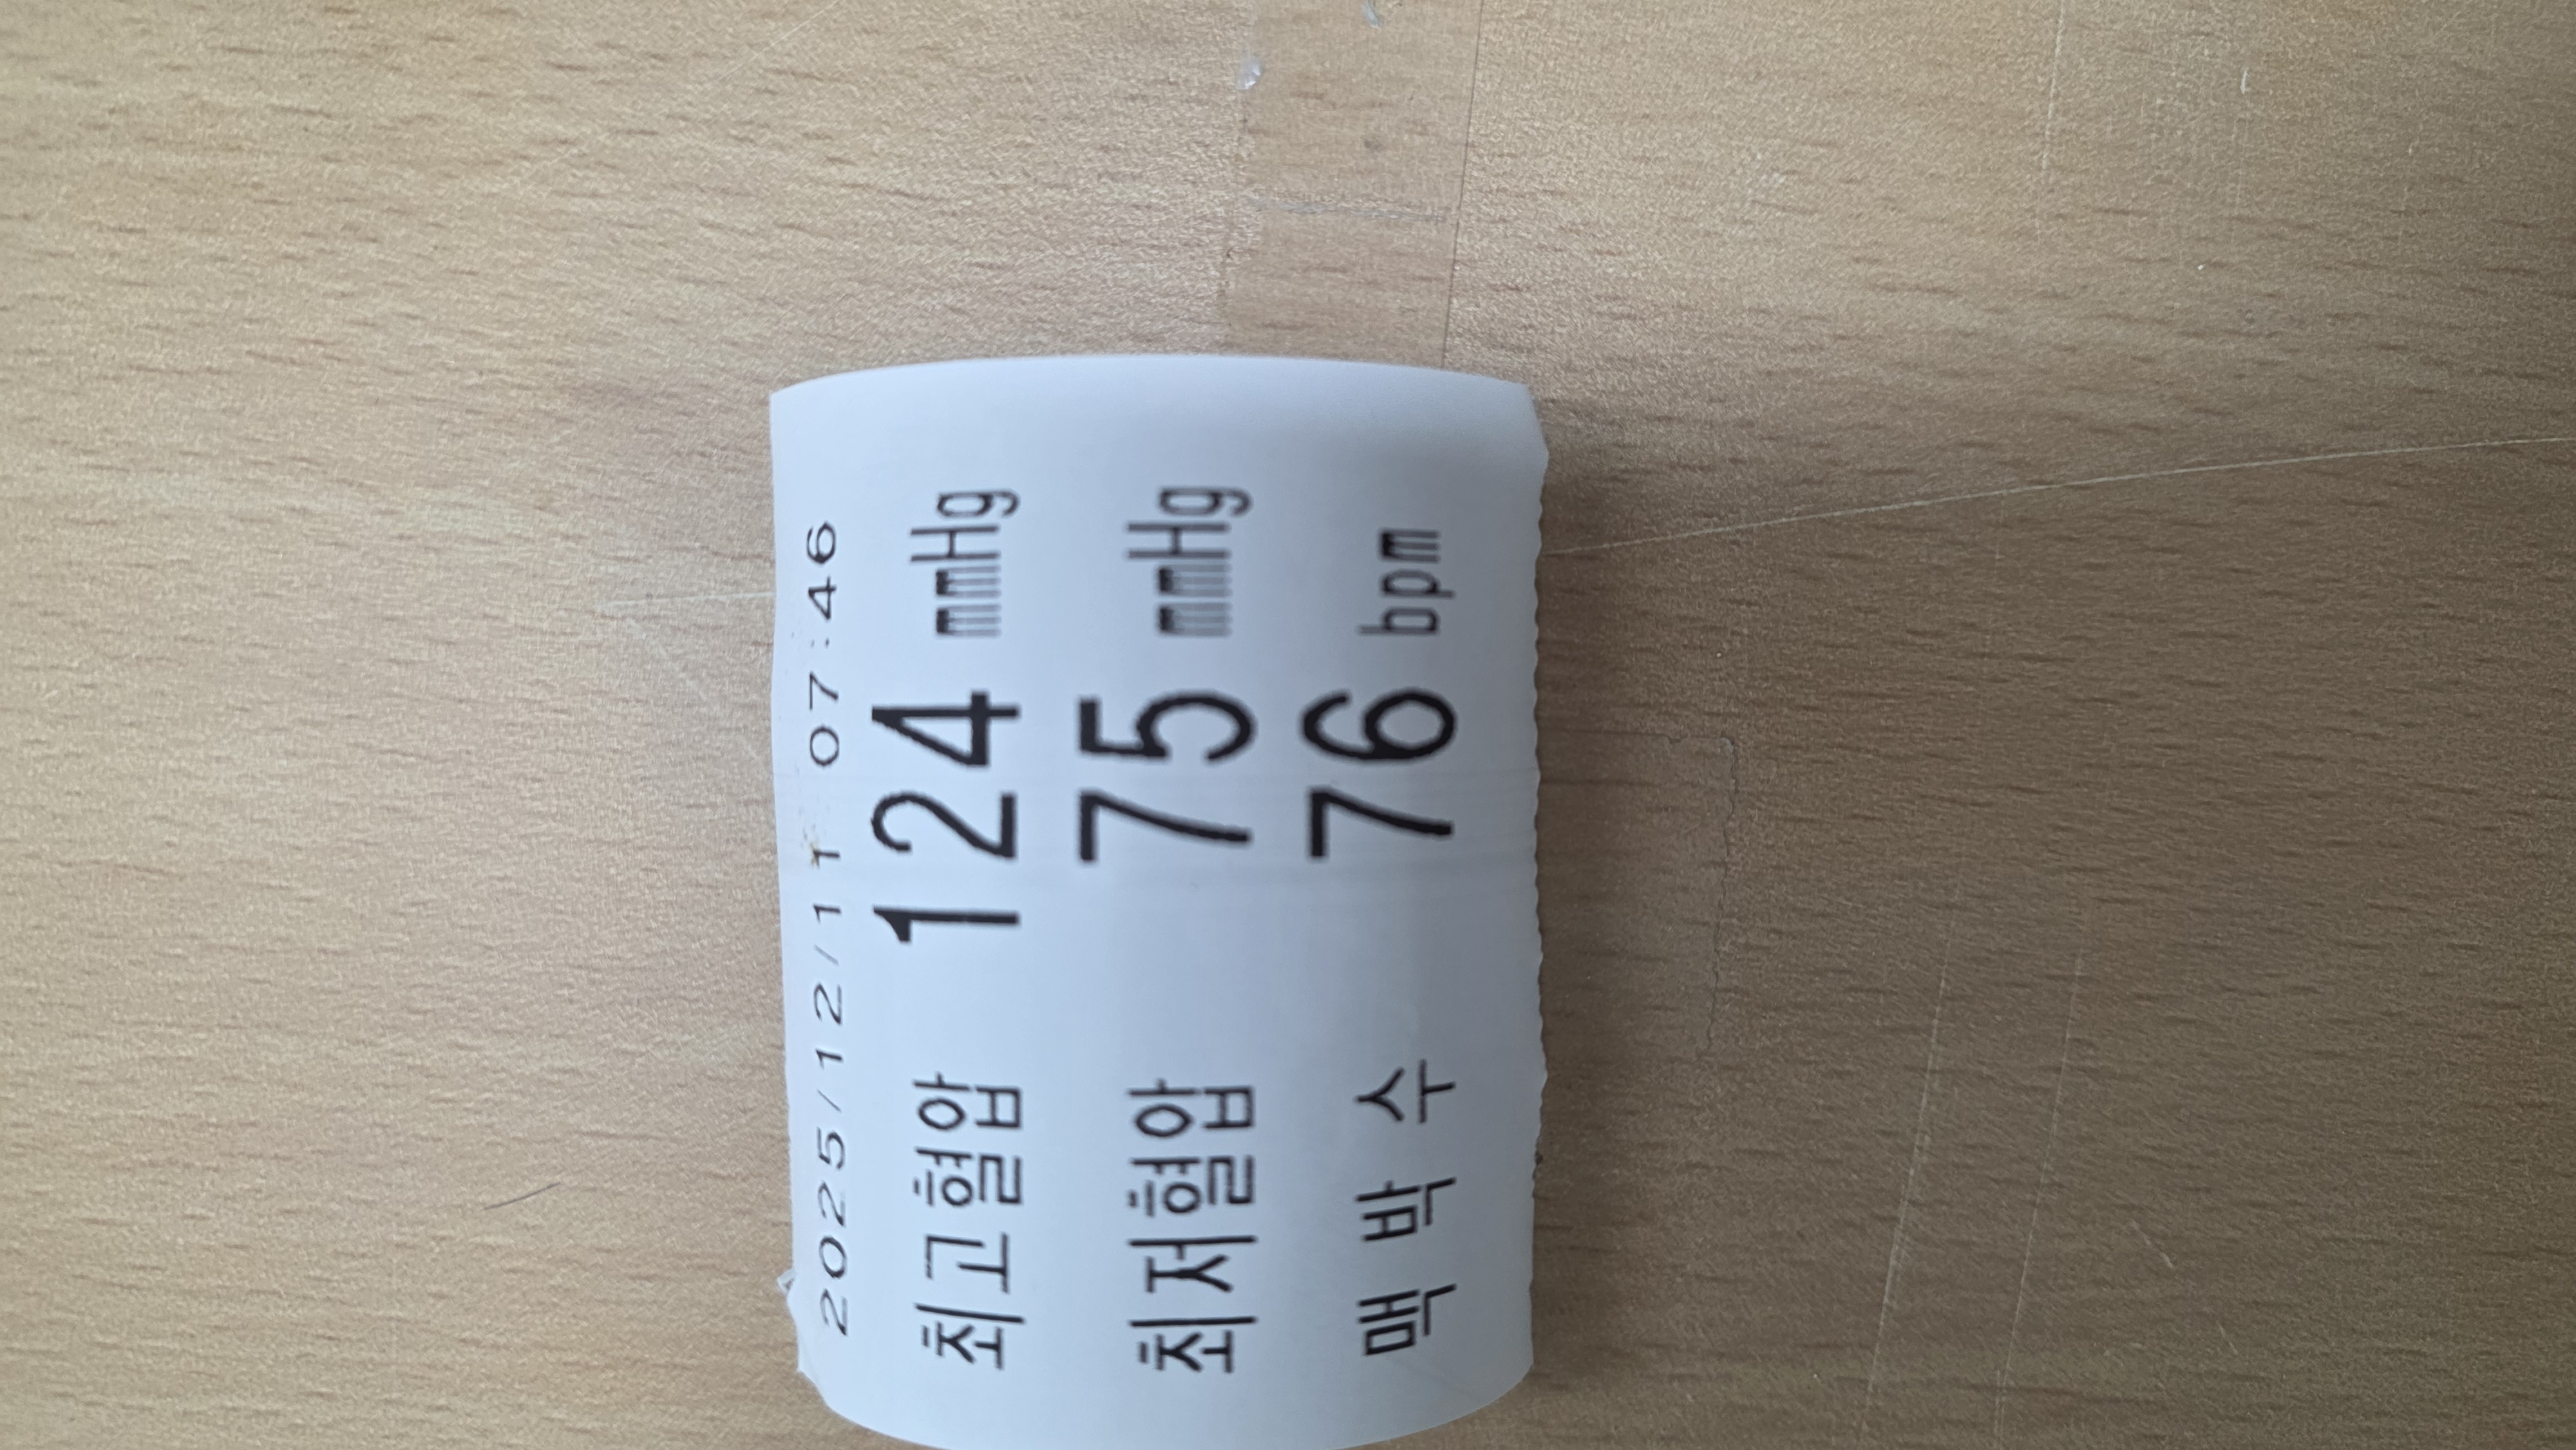 2025/12/11 07:46
최고혈압 124 mmHg
최저혈압 75 mmHg
맥 박 수 76 bpm